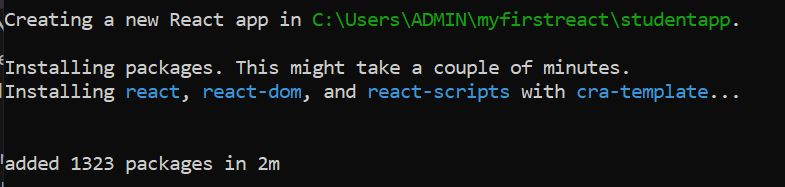 Creating a new React app in C:\Users\ADMIN\myfirstreact\studentapp.
Installing packages. This might take a couple of minutes.
Installing react, react-dom, and react-scripts with cra-template...
added 1323 packages in 2m